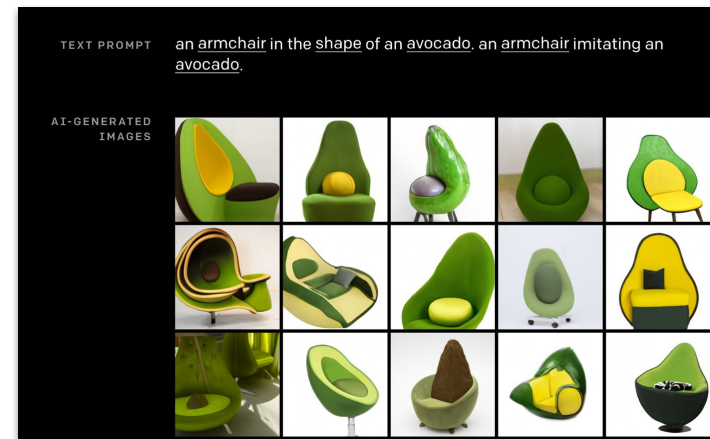 TEXT PROMPT
an armchair in the shape of an avocado. an armchair imitating an
avocado.
AI-GENERATED
IMAGES